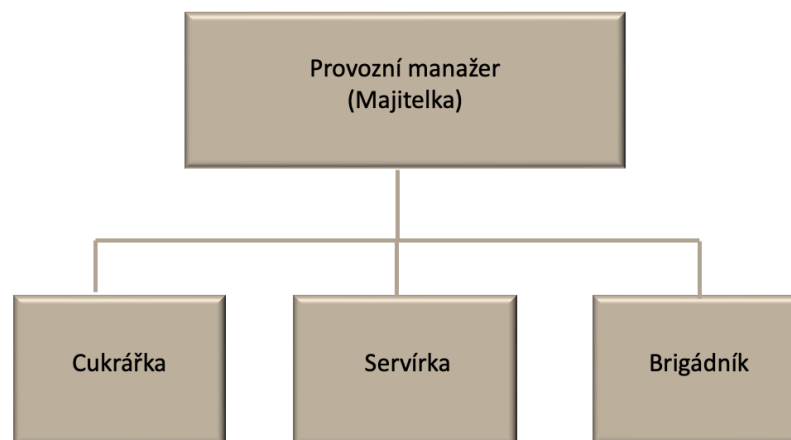 Provozní manažer
(Majitelka)
Cukrářka
Servírka
Brigádník